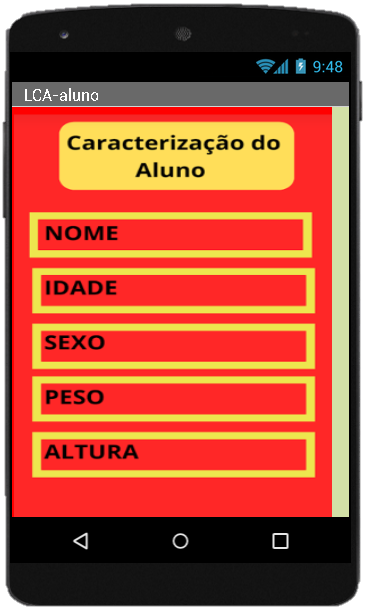 9:48
LCA-aluno
Caracterização do
Aluno
NOME
IDADE
SEXO
PESO
ALTURA